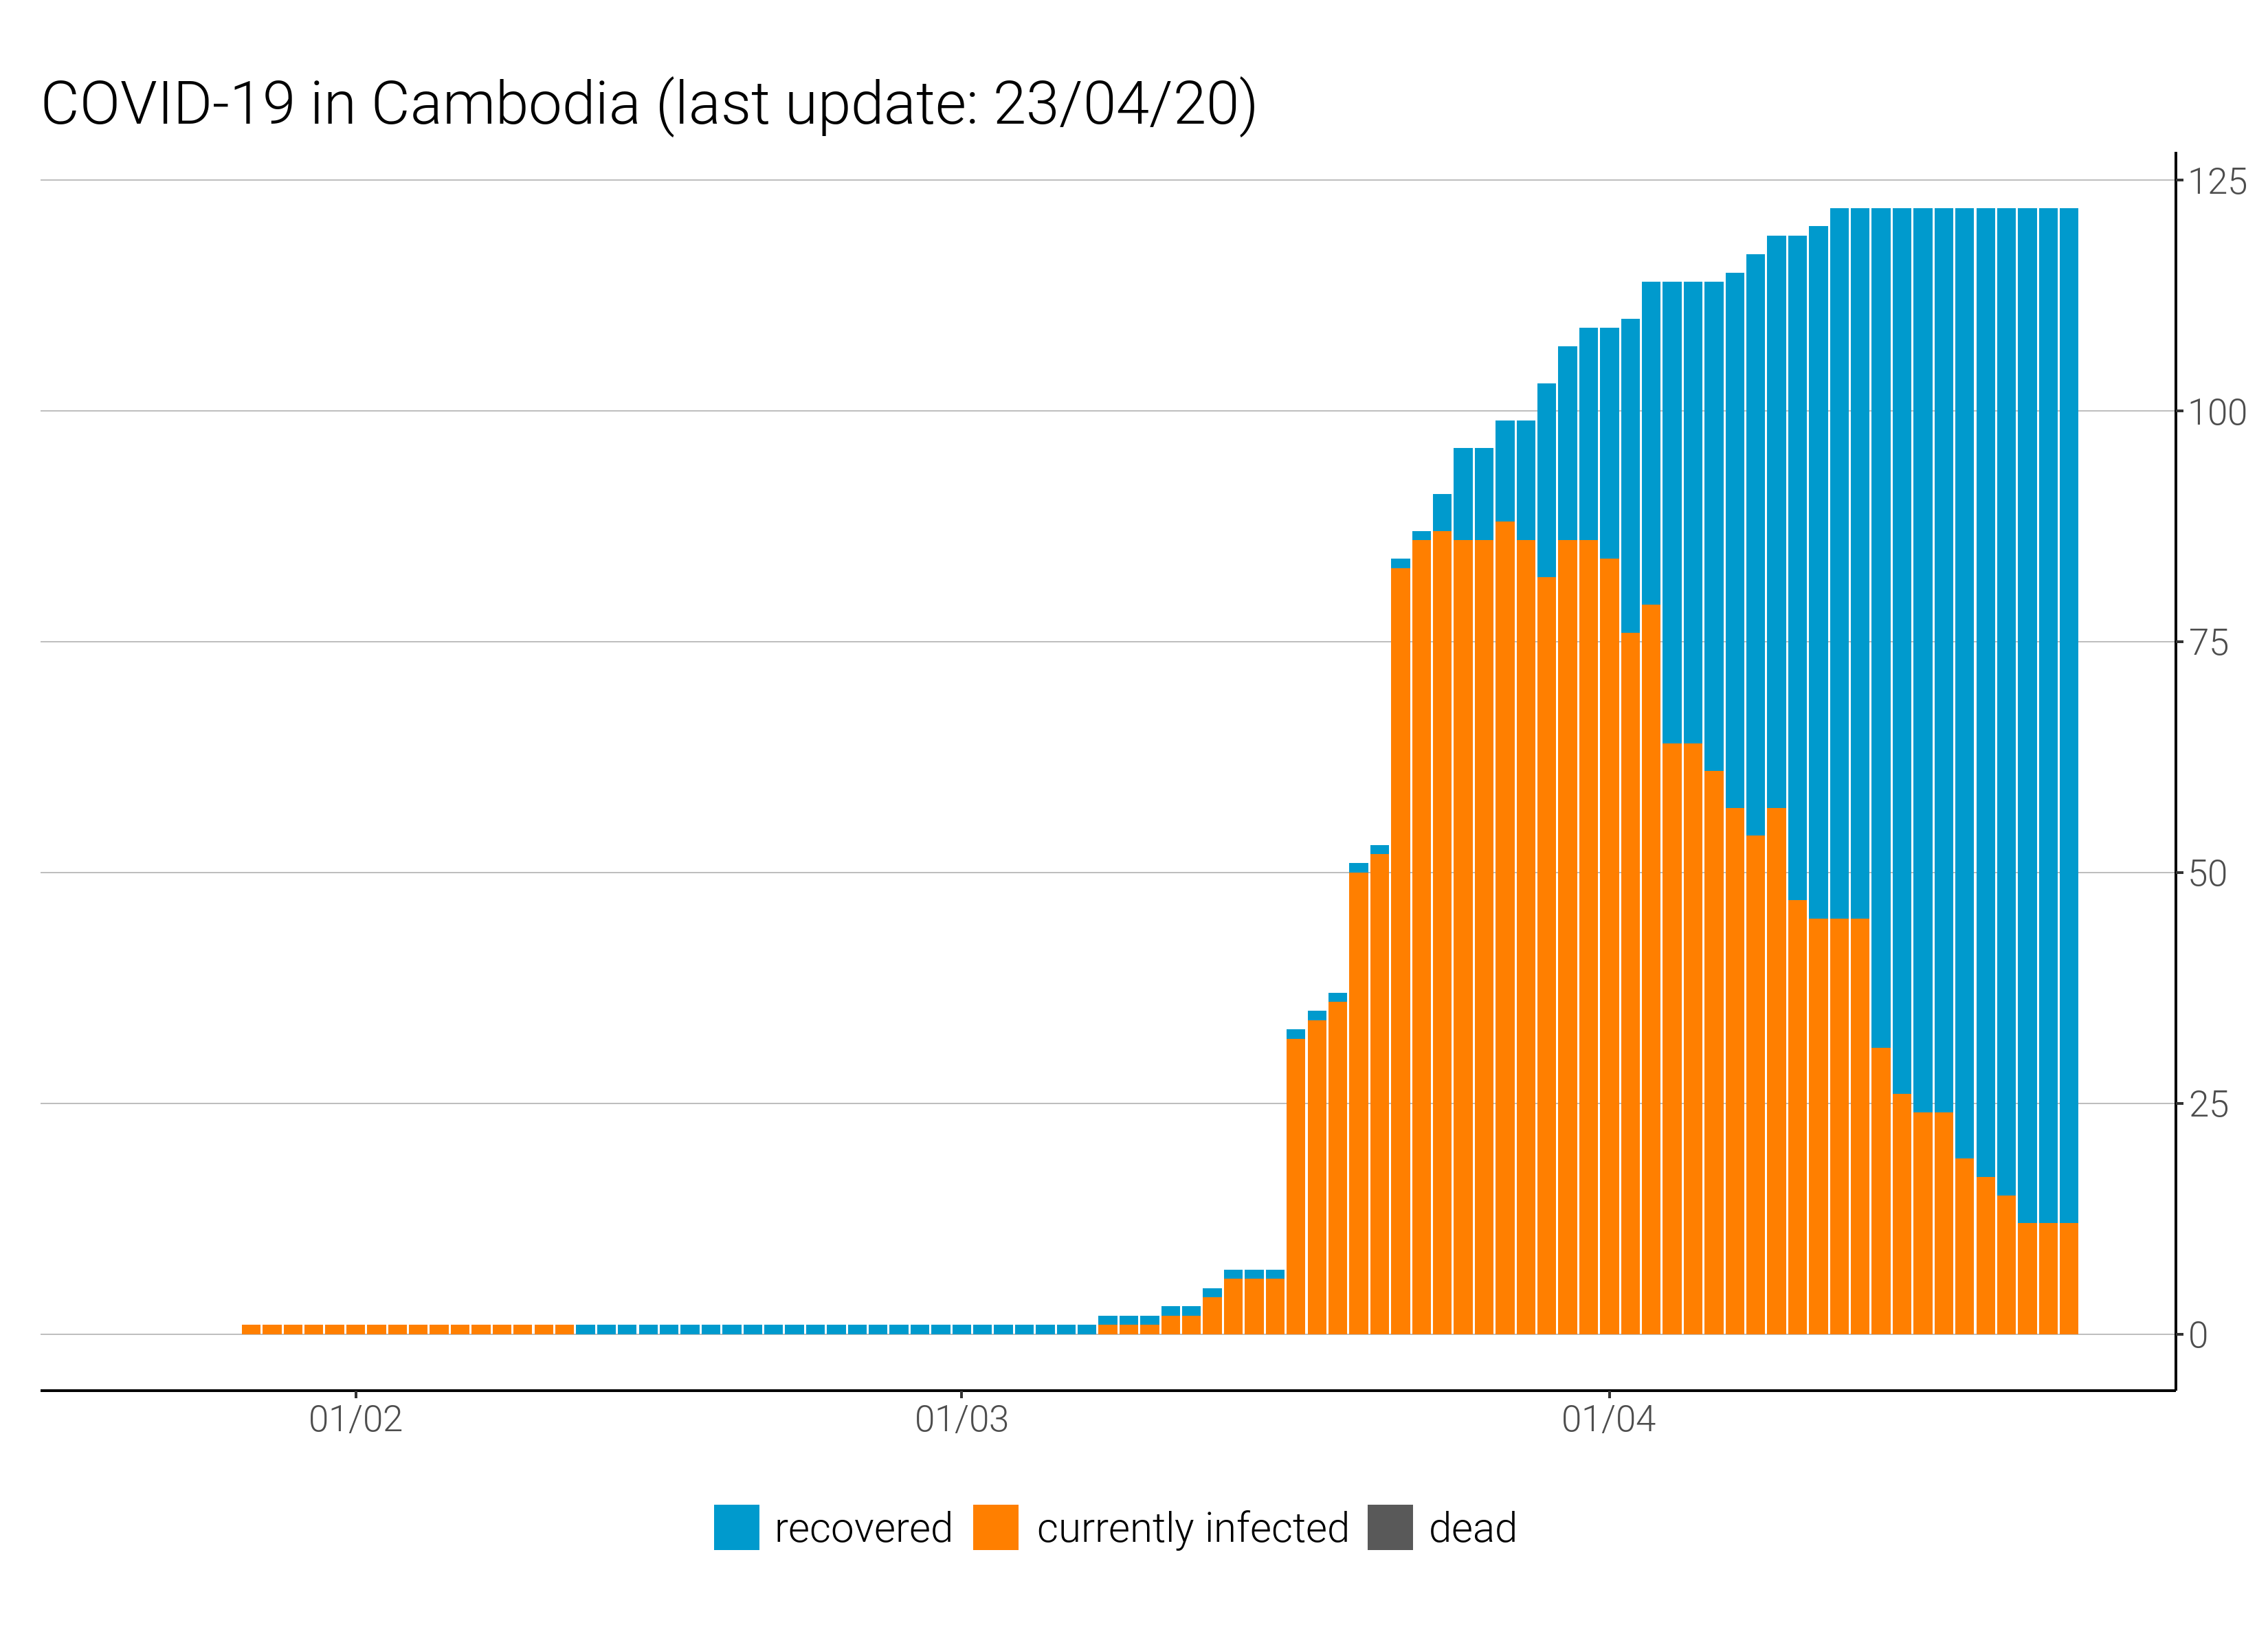 COVID-19 in Cambodia (last update: 23/04/20)
125
100
75
50
25
0
01/02 01/03 01/04
recovered currently infected dead